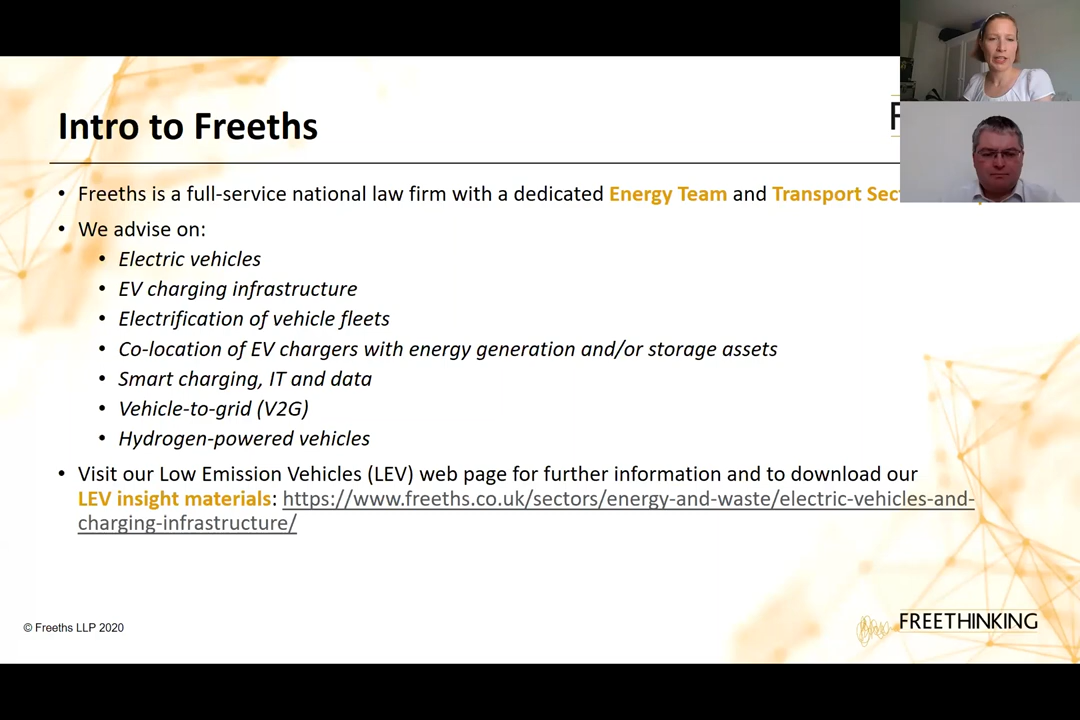 Intro to Freeths
F
• Freeths is a full-service national law firm with a dedicated Energy Team and Transport
• We advise on:
• Electric vehicles
• EV charging infrastructure
• Electrification of vehicle fleets
• Co-location of EV chargers with energy generation and/or storage assets
• Smart charging, IT and data
• Vehicle-to-grid (V2G)
• Hydrogen-powered vehicles
• Visit our Low Emission Vehicles (LEV) web page for further information and to download our
LEV insight materials: https://www.freeths.co.uk/sectors/energy-and-waste/electric-vehicles-and-
charging-infrastructure/
© Freeths LLP 2020
FREETHINKING